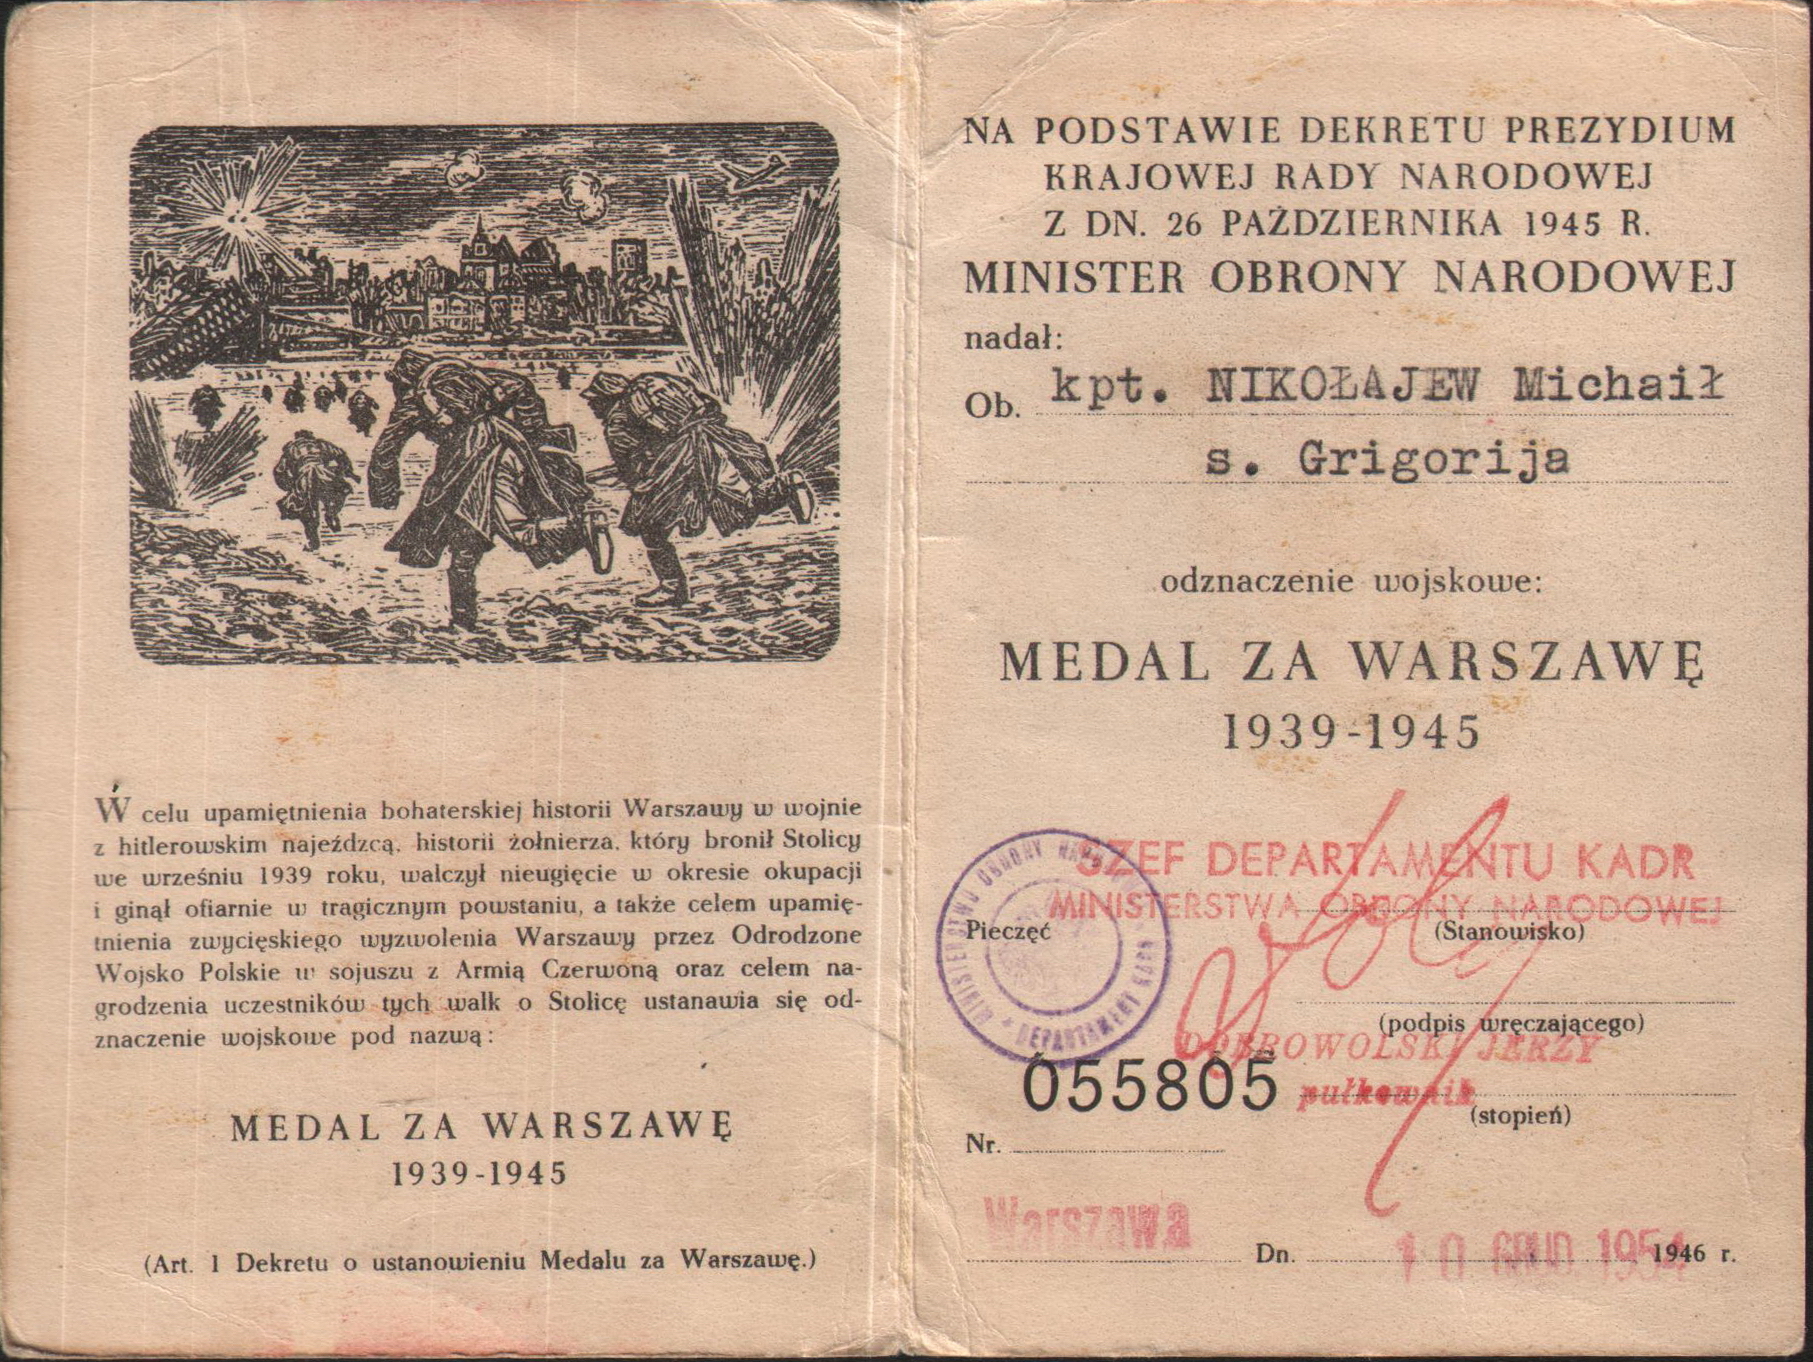 W celu upamiętnienia bohaterskiej historii Warszawy w wojnie
z hitlerowskim najeźdzcą, historii żołnierza, który bronił Stolicy
we wrześniu 1939 roku, walczył nieugięcie w okresie okupacji
i ginął ofiarnie w tragicznym powstaniu, a także celem upamię-
tnienia zwycięskiego wyzwolenia Warszawy przez Odrodzone
Wojsko Polskie w sojuszu z Armią Czerwoną oraz celem na-
grodzenia uczestników tych walk o Stolicę ustanawia się od-
znaczenie wojskowe pod nazwą:
MEDAL ZA WARSZAWĘ
1939-1945
(Art. 1 Dekretu o ustanowieniu Medalu za Warszawę.)
NA PODSTAWIE DEKRETU PREZYDIUM
KRAJOWEJ RADY NARODOWEJ
Z DN. 26 PAŹDZIERNIKA 1945 R.
MINISTER OBRONY NARODOWEJ
nadał:
Ob. kpt. NIKOŁAJEW Michaił
s. Grigorija
odznaczenie wojskowe:
MEDAL ZA WARSZAWĘ
1939-1945
SZEF DEPARTAMENTU KADR
MINISTERSTWA OBRONY NARODOWEJ
Pieczęć
(Stanowisko)
MINISTERSTWO OBRONY NARODOWEJ * DEPARTAMENT KADR
(podpis wręczającego)
DOBROWOLSKI JERZY
pułkownik
(stopień)
055805
Nr.
Warszawa
Dn. 10 GRUD 1954 1946 r.